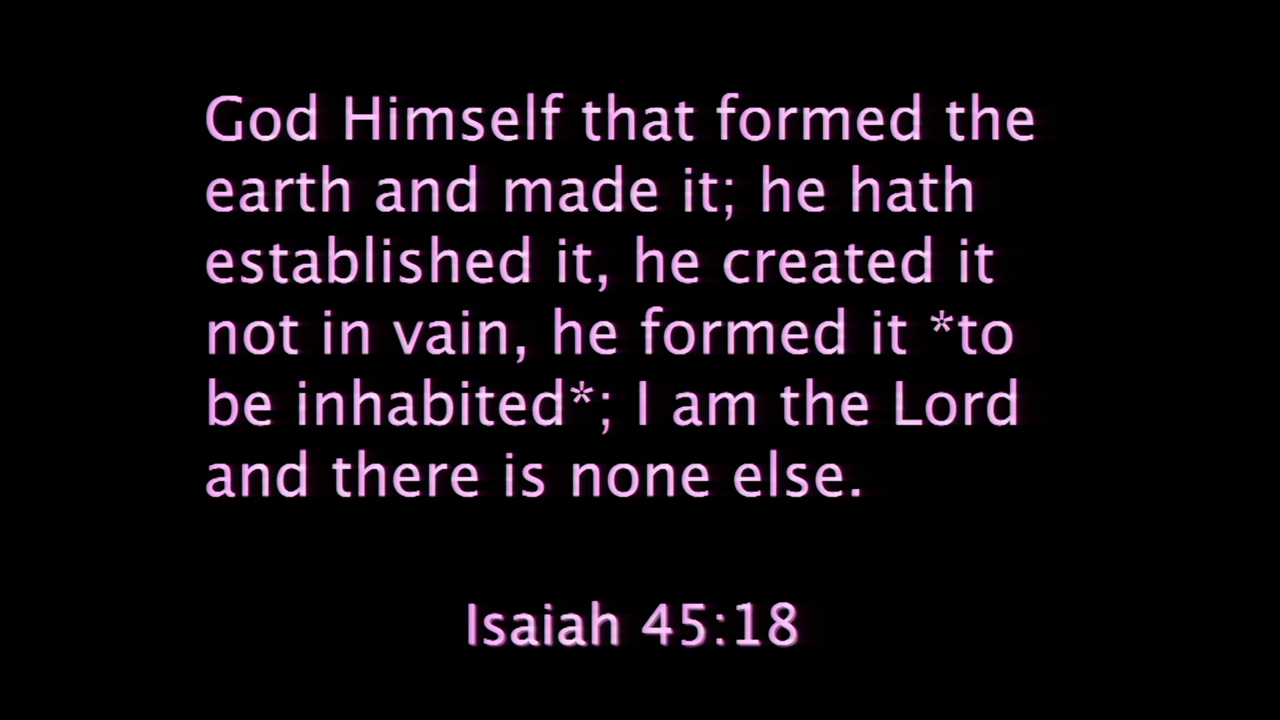 God Himself that formed the
earth and made it; he hath
established it, he created it
not in vain, he formed it *to
be inhabited*; I am the Lord
and there is none else.
Isaiah 45:18